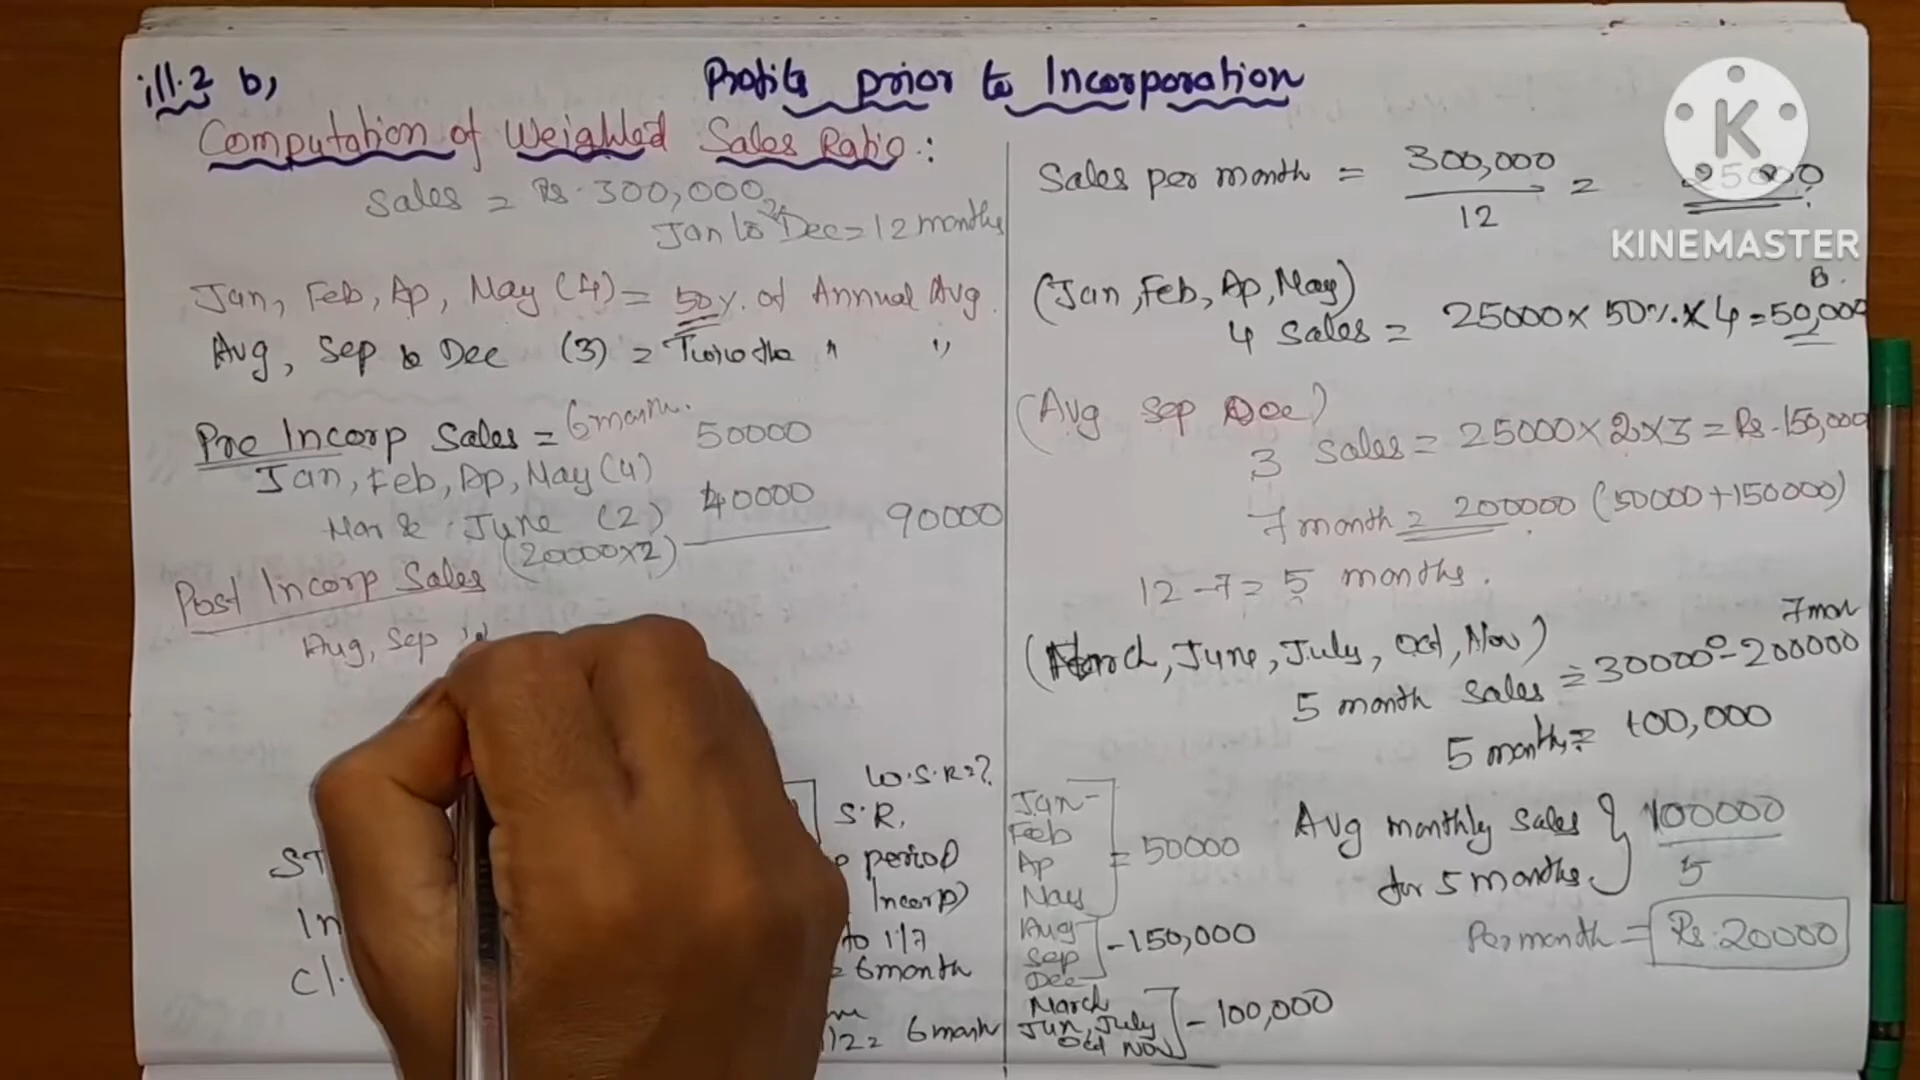 ill.2 b, Profits prior to Incorporation
Computation of Weighted Sales Ratio :
Sales = Rs. 300,000
Jan to Dec = 12 months
Jan, Feb, Ap, May (4) = 50% of Annual Avg.
Aug, Sep & Dec (3) = Twice the " "
Pre Incorp Sales = 6 month.
50000
Jan, Feb, Ap, May (4)
Mar & June (2) 40000 90000
(20000x2)
Post Incorp Sales
Aug, Sep
W.S.R=?
S.R.
ST
period
In
Incorp)
to 1/7
Cl.
= 6month
1122 6 month
Sales per month = 300,000 / 12 = 25000
K
KINEMASTER
(Jan, Feb, Ap, May)
4 Sales = 25000 x 50% x 4 = 50,000
(Aug Sep Dec)
3 Sales = 25000 x 2 x 3 = Rs. 150,000
7 month = 200000 (50000+150000)
12 - 7 = 5 months.
(March, June, July, Oct, Nov) 7 mon
5 month Sales = 300000 - 200000
5 months = 100,000
Avg monthly Sales } 100000
for 5 months. 5
Per month = Rs. 20000
Jan
Feb
Ap = 50000
May
Aug
Sep - 150,000
Dec
March
Jun, July - 100,000
Oct Nov